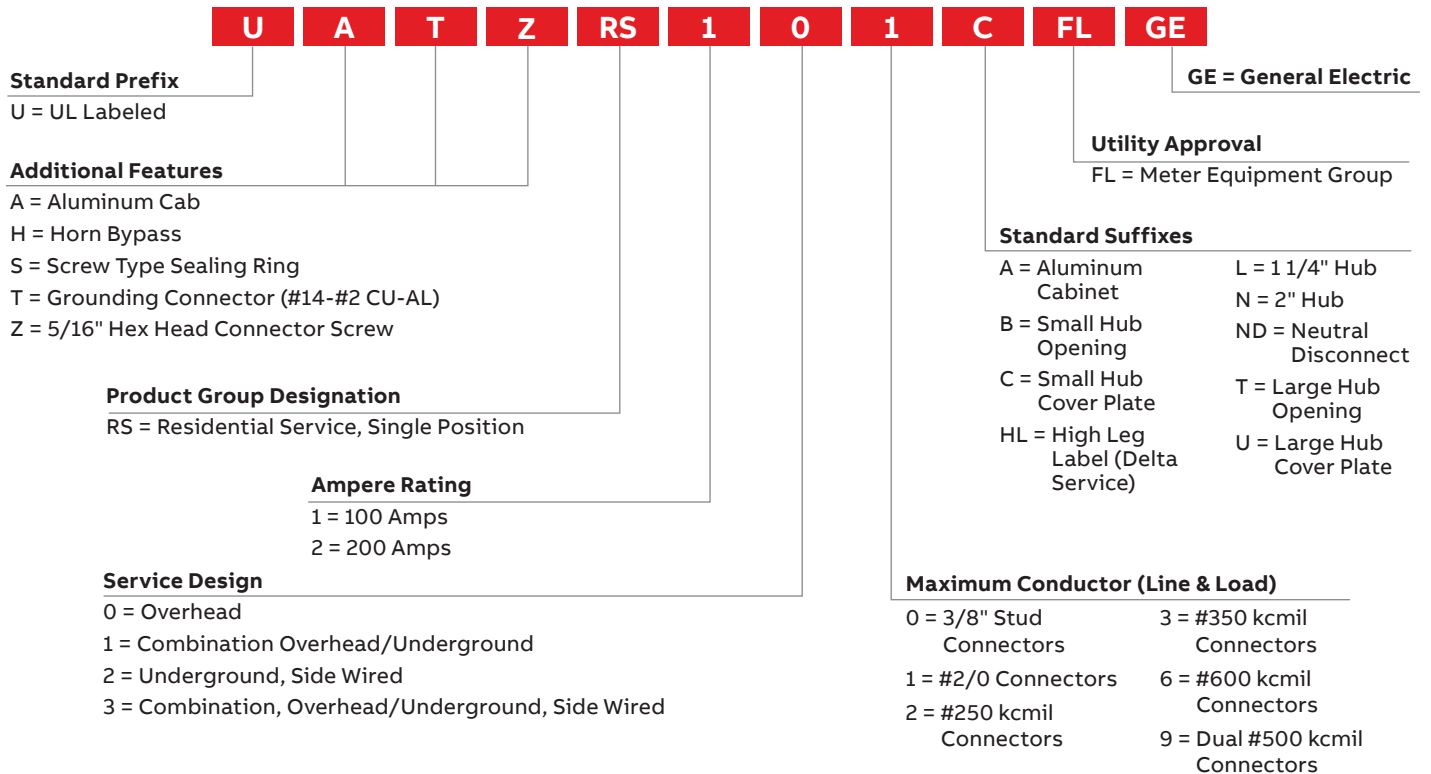 U A T Z RS 1 0 1 C FL GE
Standard Prefix
U = UL Labeled
Additional Features
A = Aluminum Cab
H = Horn Bypass
S = Screw Type Sealing Ring
T = Grounding Connector (#14-#2 CU-AL)
Z = 5/16" Hex Head Connector Screw
Product Group Designation
RS = Residential Service, Single Position
Ampere Rating
1 = 100 Amps
2 = 200 Amps
Service Design
0 = Overhead
1 = Combination Overhead/Underground
2 = Underground, Side Wired
3 = Combination, Overhead/Underground, Side Wired
GE = General Electric
Utility Approval
FL = Meter Equipment Group
Standard Suffixes
A = Aluminum
Cabinet
B = Small Hub
Opening
C = Small Hub
Cover Plate
HL = High Leg
Label (Delta
Service)
L = 1 1/4" Hub
N = 2" Hub
ND = Neutral
Disconnect
T = Large Hub
Opening
U = Large Hub
Cover Plate
Maximum Conductor (Line & Load)
0 = 3/8" Stud
Connectors
1 = #2/0 Connectors
2 = #250 kcmil
Connectors
3 = #350 kcmil
Connectors
6 = #600 kcmil
Connectors
9 = Dual #500 kcmil
Connectors